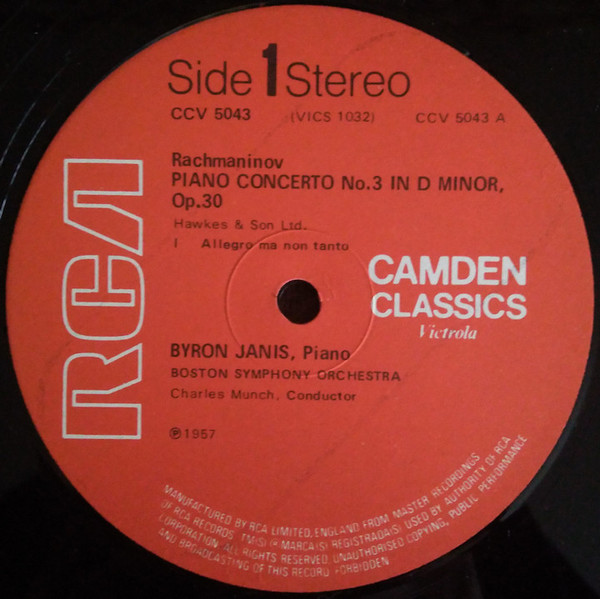 Side 1 Stereo
CCV 5043 (VICS 1032) CCV 5043 A
Rachmaninov
PIANO CONCERTO No.3 IN D MINOR,
Op.30
Hawkes & Son Ltd.
I Allegro ma non tanto
RCA
CAMDEN
CLASSICS
Victrola
BYRON JANIS, Piano
BOSTON SYMPHONY ORCHESTRA
Charles Munch, Conductor
℗ 1957
MANUFACTURED BY RCA LIMITED, ENGLAND FROM MASTER RECORDINGS
OF RCA RECORDS. TM(S) ® MARCA(S) REGISTRADA(S) USED BY AUTHORITY OF RCA
CORPORATION. ALL RIGHTS RESERVED. UNAUTHORISED COPYING, PUBLIC PERFORMANCE
AND BROADCASTING OF THIS RECORD FORBIDDEN